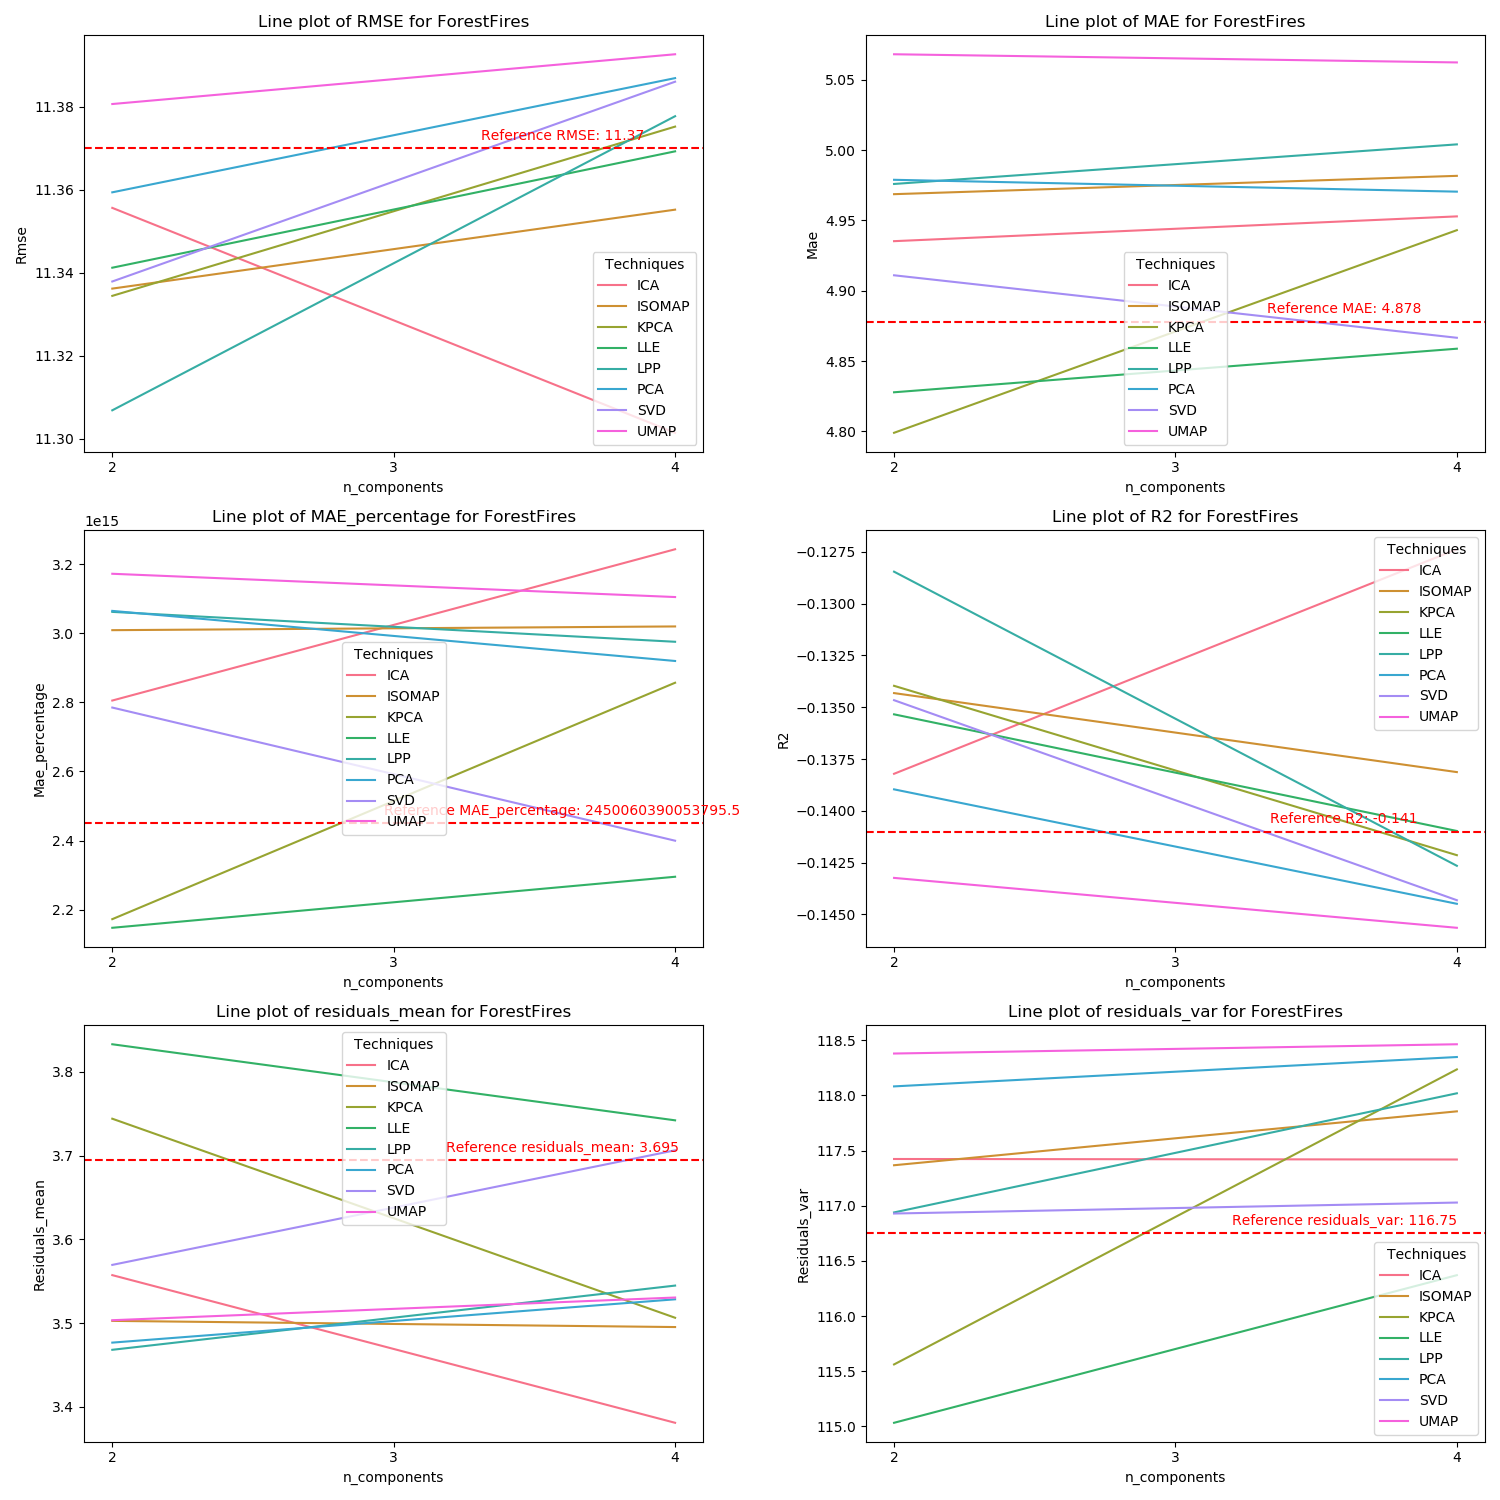 Line plot of RMSE for ForestFires
Rmse
11.38
11.36
11.34
11.32
11.30
Reference RMSE: 11.37
Techniques
ICA
ISOMAP
KPCA
LLE
LPP
PCA
SVD
UMAP
2 3 4
n_components
Line plot of MAE for ForestFires
Mae
5.05
5.00
4.95
4.90
4.85
4.80
Reference MAE: 4.878
Techniques
ICA
ISOMAP
KPCA
LLE
LPP
PCA
SVD
UMAP
2 3 4
n_components
Line plot of MAE_percentage for ForestFires
1e15
Mae_percentage
3.2
3.0
2.8
2.6
2.4
2.2
Techniques
ICA
ISOMAP
KPCA
LLE
LPP
PCA
SVD
UMAP
Reference MAE_percentage: 2450060390053795.5
2 3 4
n_components
Line plot of R2 for ForestFires
R2
−0.1275
−0.1300
−0.1325
−0.1350
−0.1375
−0.1400
−0.1425
−0.1450
Techniques
ICA
ISOMAP
KPCA
LLE
LPP
PCA
SVD
UMAP
Reference R2: -0.141
2 3 4
n_components
Line plot of residuals_mean for ForestFires
Residuals_mean
3.8
3.7
3.6
3.5
3.4
Techniques
ICA
ISOMAP
KPCA
LLE
LPP
PCA
SVD
UMAP
Reference residuals_mean: 3.695
2 3 4
n_components
Line plot of residuals_var for ForestFires
Residuals_var
118.5
118.0
117.5
117.0
116.5
116.0
115.5
115.0
Reference residuals_var: 116.75
Techniques
ICA
ISOMAP
KPCA
LLE
LPP
PCA
SVD
UMAP
2 3 4
n_components